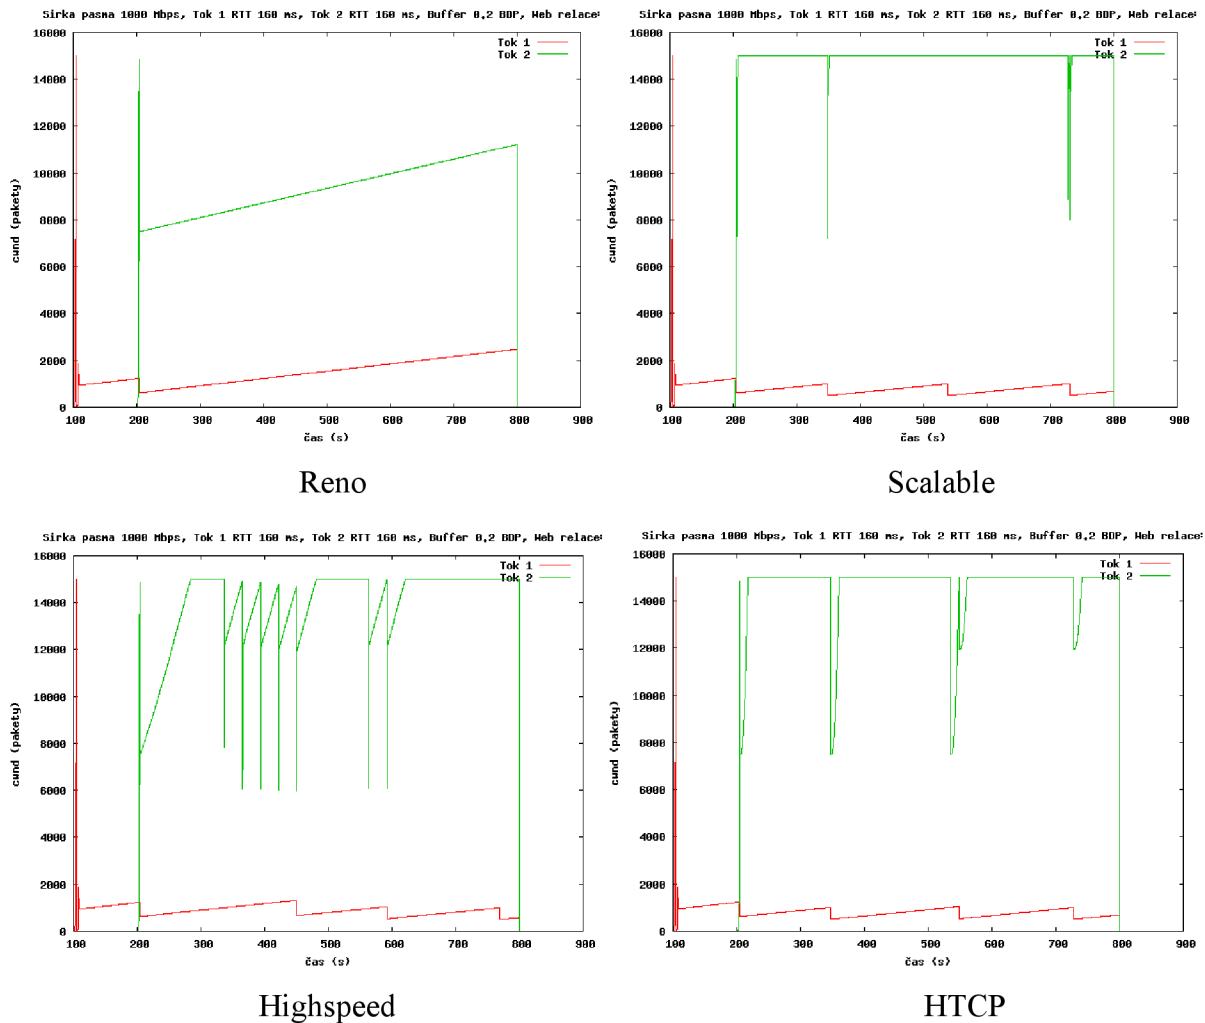 Sirka pasma 1000 Mbps, Tok 1 RTT 160 ms, Tok 2 RTT 160 ms, Buffer 0,2 BDP, Web relace:
16000
14000
12000
10000
8000
6000
4000
2000
0
cwnd (pakety)
Tok 1
Tok 2
100 200 300 400 500 600 700 800 900
čas (s)
Reno
Sirka pasma 1000 Mbps, Tok 1 RTT 160 ms, Tok 2 RTT 160 ms, Buffer 0,2 BDP, Web relace:
16000
14000
12000
10000
8000
6000
4000
2000
0
cwnd (pakety)
Tok 1
Tok 2
100 200 300 400 500 600 700 800 900
čas (s)
Scalable
Sirka pasma 1000 Mbps, Tok 1 RTT 160 ms, Tok 2 RTT 160 ms, Buffer 0,2 BDP, Web relace:
16000
14000
12000
10000
8000
6000
4000
2000
0
cwnd (pakety)
Tok 1
Tok 2
100 200 300 400 500 600 700 800 900
čas (s)
Highspeed
Sirka pasma 1000 Mbps, Tok 1 RTT 160 ms, Tok 2 RTT 160 ms, Buffer 0,2 BDP, Web relace:
16000
14000
12000
10000
8000
6000
4000
2000
0
cwnd (pakety)
Tok 1
Tok 2
100 200 300 400 500 600 700 800 900
čas (s)
HTCP